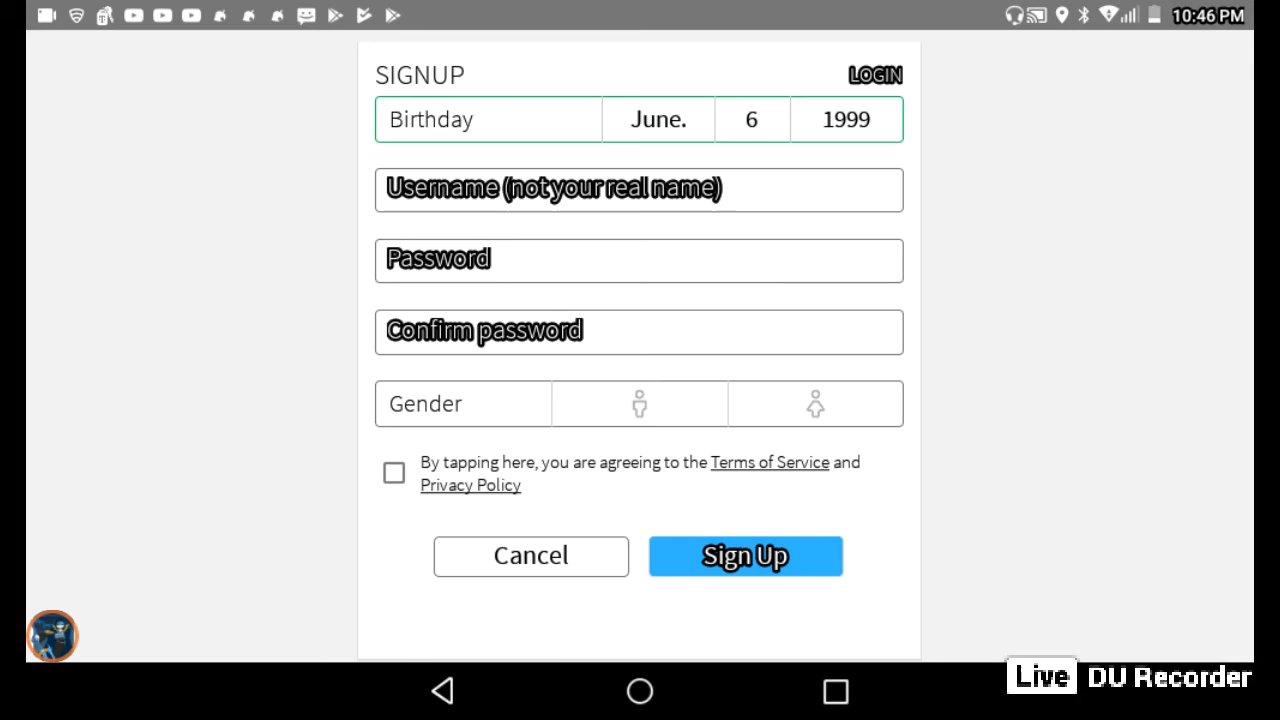 10:46 PM
SIGNUP
LOGIN
Birthday June. 6 1999
Username (not your real name)
Password
Confirm password
Gender
By tapping here, you are agreeing to the Terms of Service and
Privacy Policy
Cancel Sign Up
Live DU Recorder